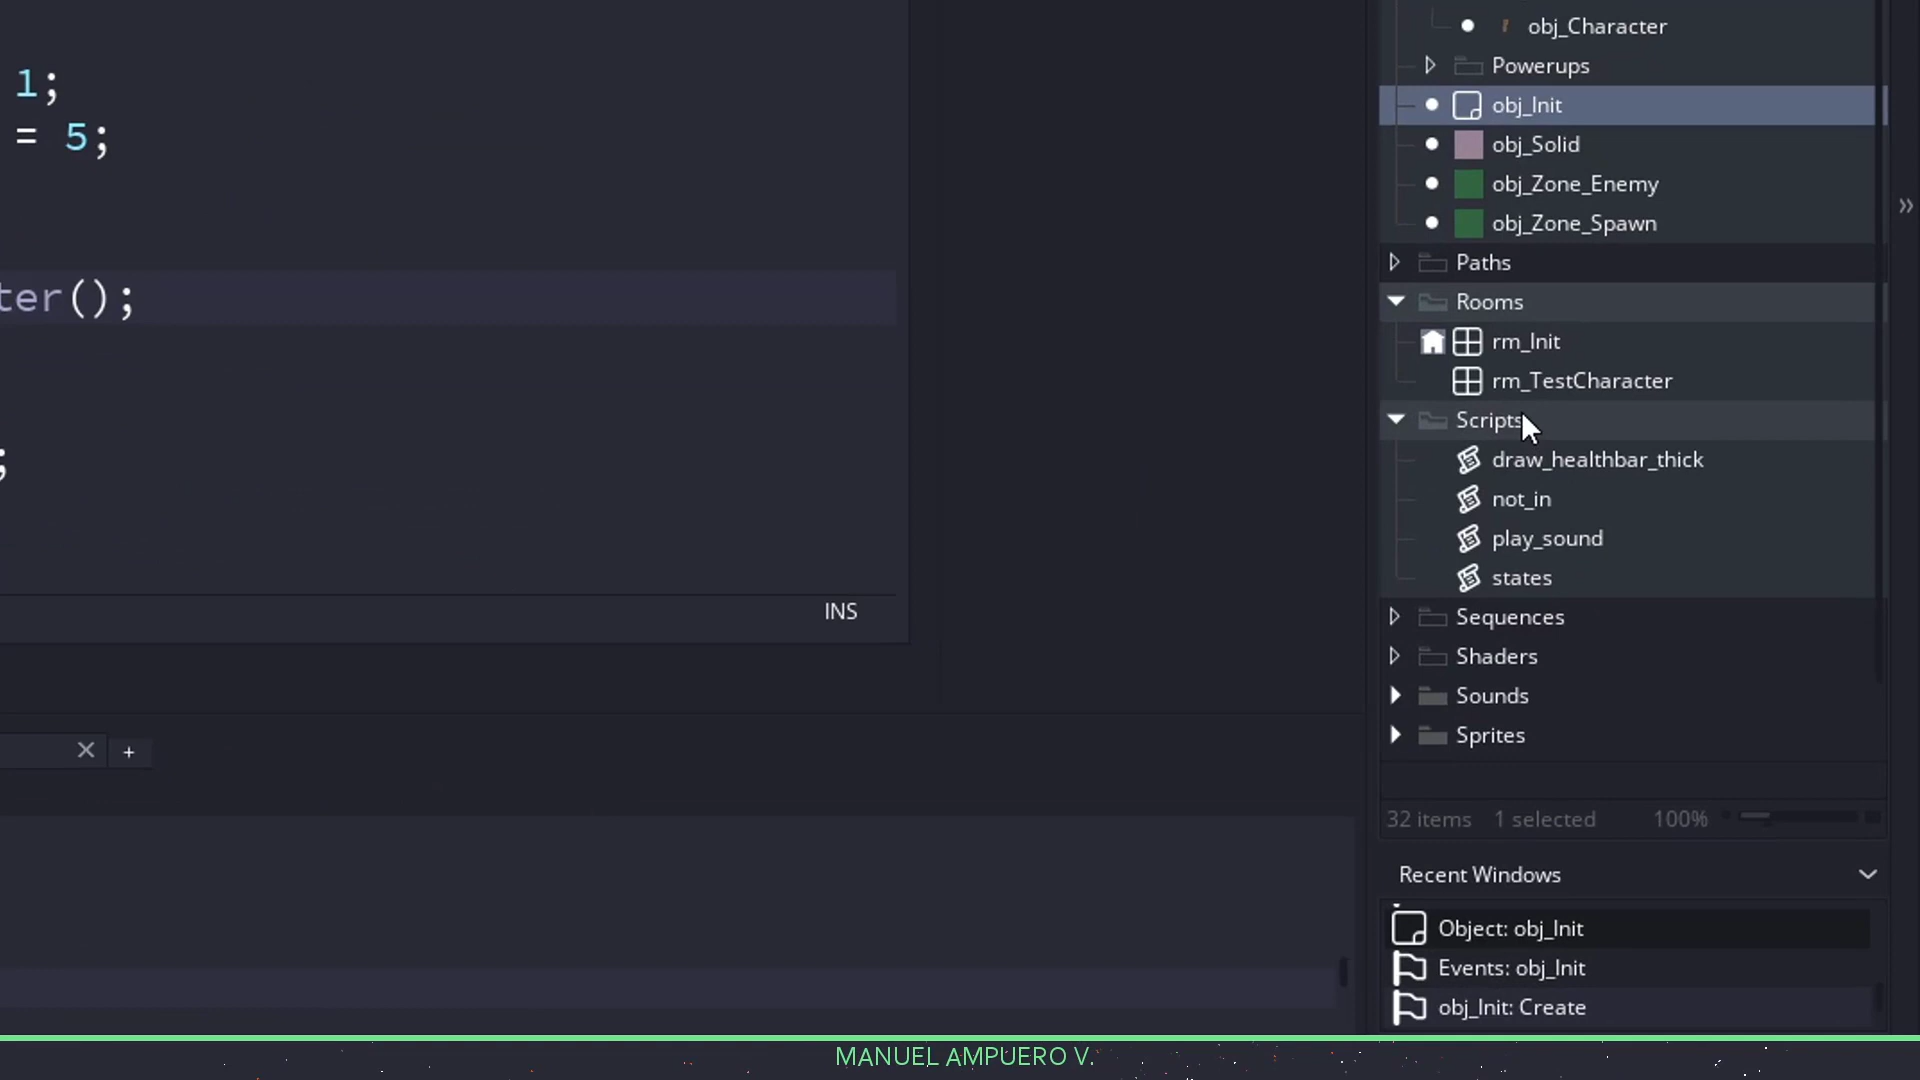 1;
= 5;
ter();
;
INS
+
obj_Character
Powerups
obj_Init
obj_Solid
obj_Zone_Enemy
obj_Zone_Spawn
Paths
Rooms
rm_Init
rm_TestCharacter
Scripts
draw_healthbar_thick
not_in
play_sound
states
Sequences
Shaders
Sounds
Sprites
32 items 1 selected 100%
Recent Windows
Object: obj_Init
Events: obj_Init
obj_Init: Create
MANUEL AMPUERO V.